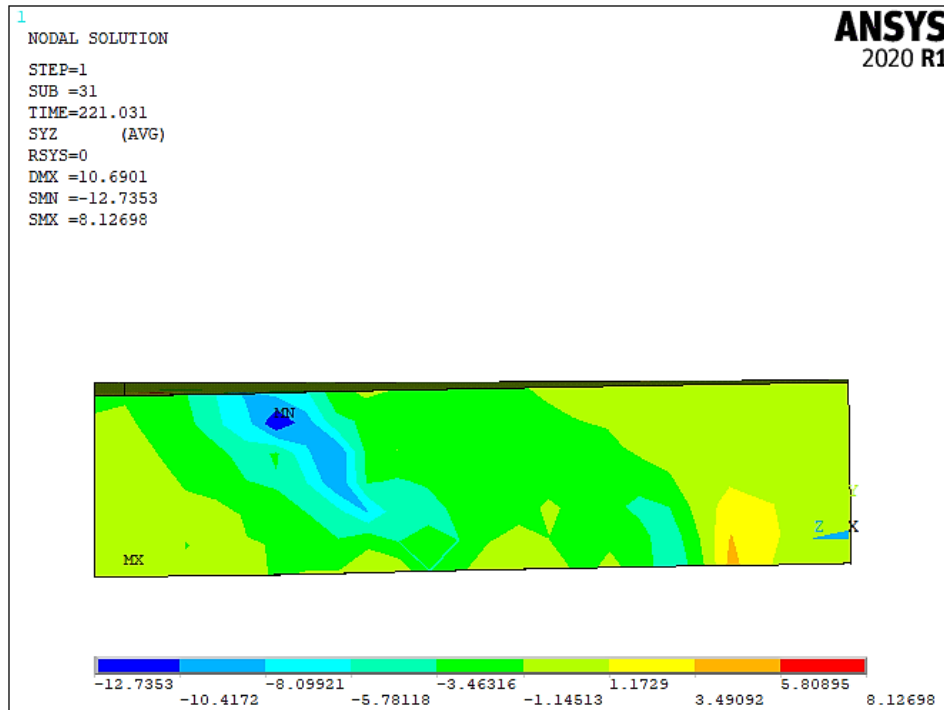 1
ANSYS
2020 R1
NODAL SOLUTION
STEP=1
SUB =31
TIME=221.031
SYZ (AVG)
RSYS=0
DMX =10.6901
SMN =-12.7353
SMX =8.12698
MN
MX
Y
Z X
-12.7353 -8.09921 -3.46316 1.1729 5.80895
-10.4172 -5.78118 -1.14513 3.49092 8.12698